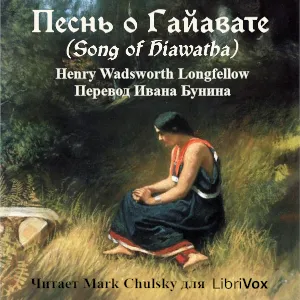 Песнь о Гайавате
(Song of Hiawatha)
Henry Wadsworth Longfellow
Перевод Ивана Бунина
Читает Mark Chulsky для LibriVox